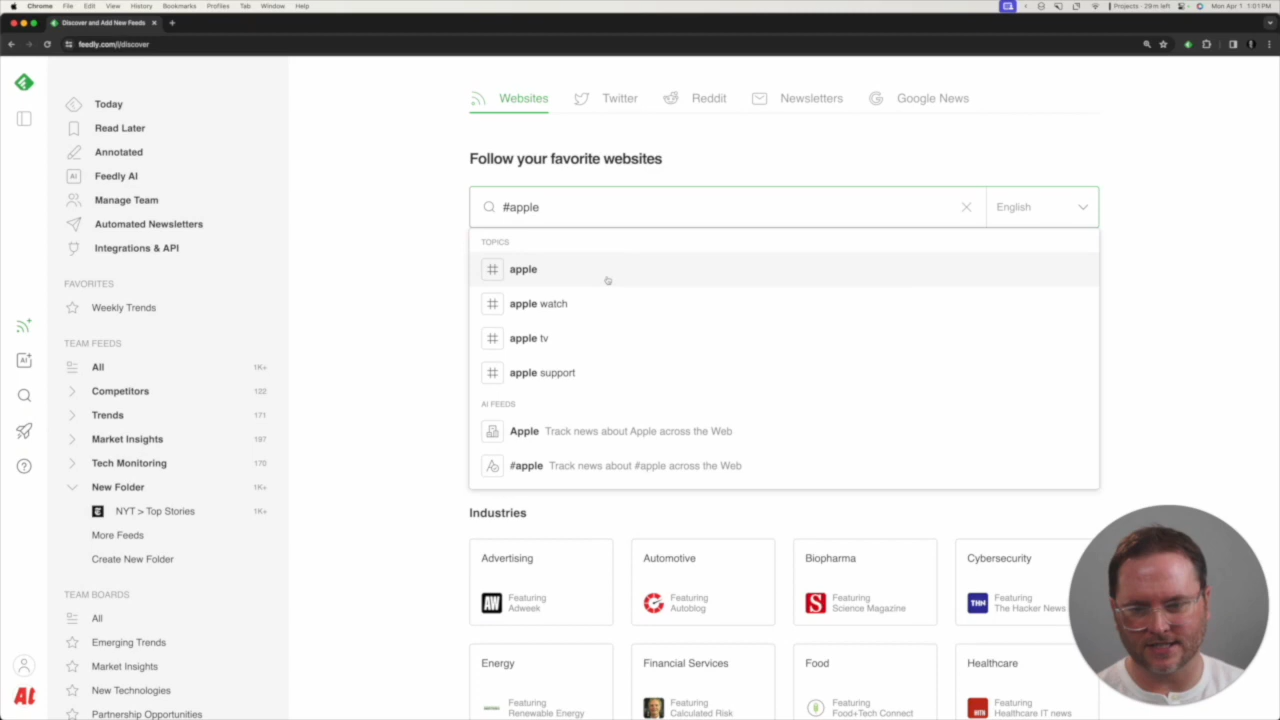 Chrome File Edit View History Bookmarks Profiles Tab Window Help
Projects · 29m left
Mon Apr 1 1:01PM
Discover and Add New Feeds
feedly.com/i/discover
Today
Read Later
Annotated
AI Feedly AI
Manage Team
Automated Newsletters
Integrations & API
FAVORITES
Weekly Trends
TEAM FEEDS
All 1K+
Competitors 122
Trends 171
Market Insights 197
Tech Monitoring 170
New Folder 1K+
NYT > Top Stories 1K+
More Feeds
Create New Folder
TEAM BOARDS
All
Emerging Trends
Market Insights
New Technologies
Partnership Opportunities
Websites Twitter Reddit Newsletters Google News
Follow your favorite websites
#apple English
TOPICS
apple
apple watch
apple tv
apple support
AI FEEDS
Apple Track news about Apple across the Web
#apple Track news about #apple across the Web
Industries
Advertising
AW Featuring
Adweek
Automotive
Featuring
Autoblog
Biopharma
S Featuring
Science Magazine
Cybersecurity
THN Featuring
The Hacker News
Energy
Featuring
Renewable Energy
Financial Services
Featuring
Calculated Risk
Food
Featuring
Food+Tech Connect
Healthcare
Featuring
Healthcare IT news